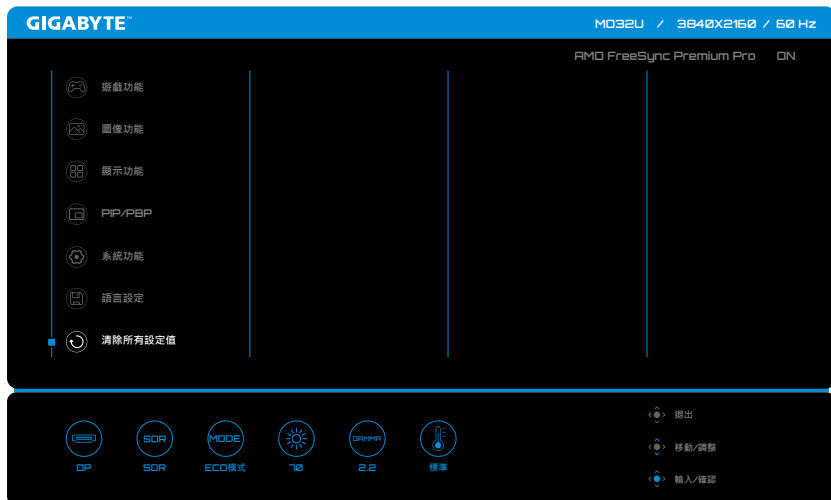 GIGABYTE™
MO32U / 3840X2160 / 60 Hz
AMD FreeSync Premium Pro ON
遊戲功能
圖像功能
顯示功能
PIP/PBP
系統功能
語言設定
清除所有設定值
SDR
MODE
GAMMA
DP
SDR
ECO模式
70
2.2
標準
退出
移動/調整
輸入/確認